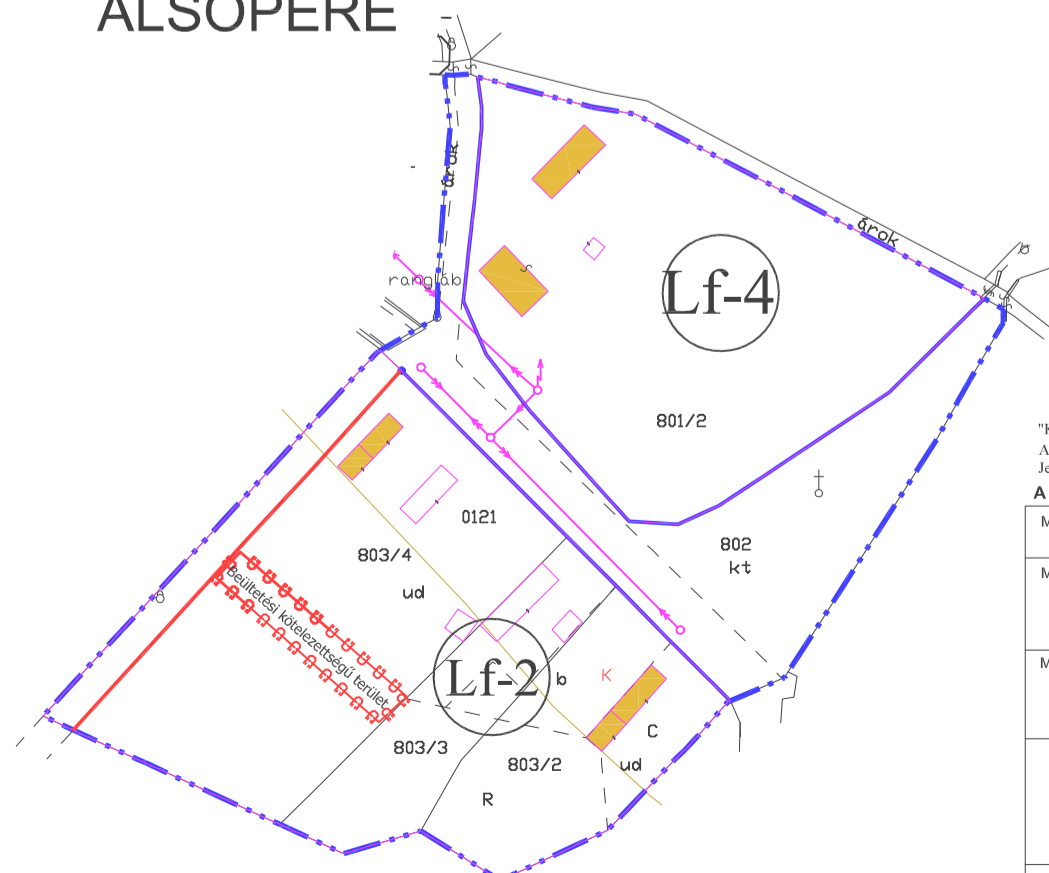 ALSÓPERE
árok
árok
rangláb
Lf-4
801/2
"K
A
Je
A
M
0121
802
kt
803/4
ud
M
Beültetési kötelezettségű terület
Lf-2
b
K
M
C
803/3
803/2
ud
R